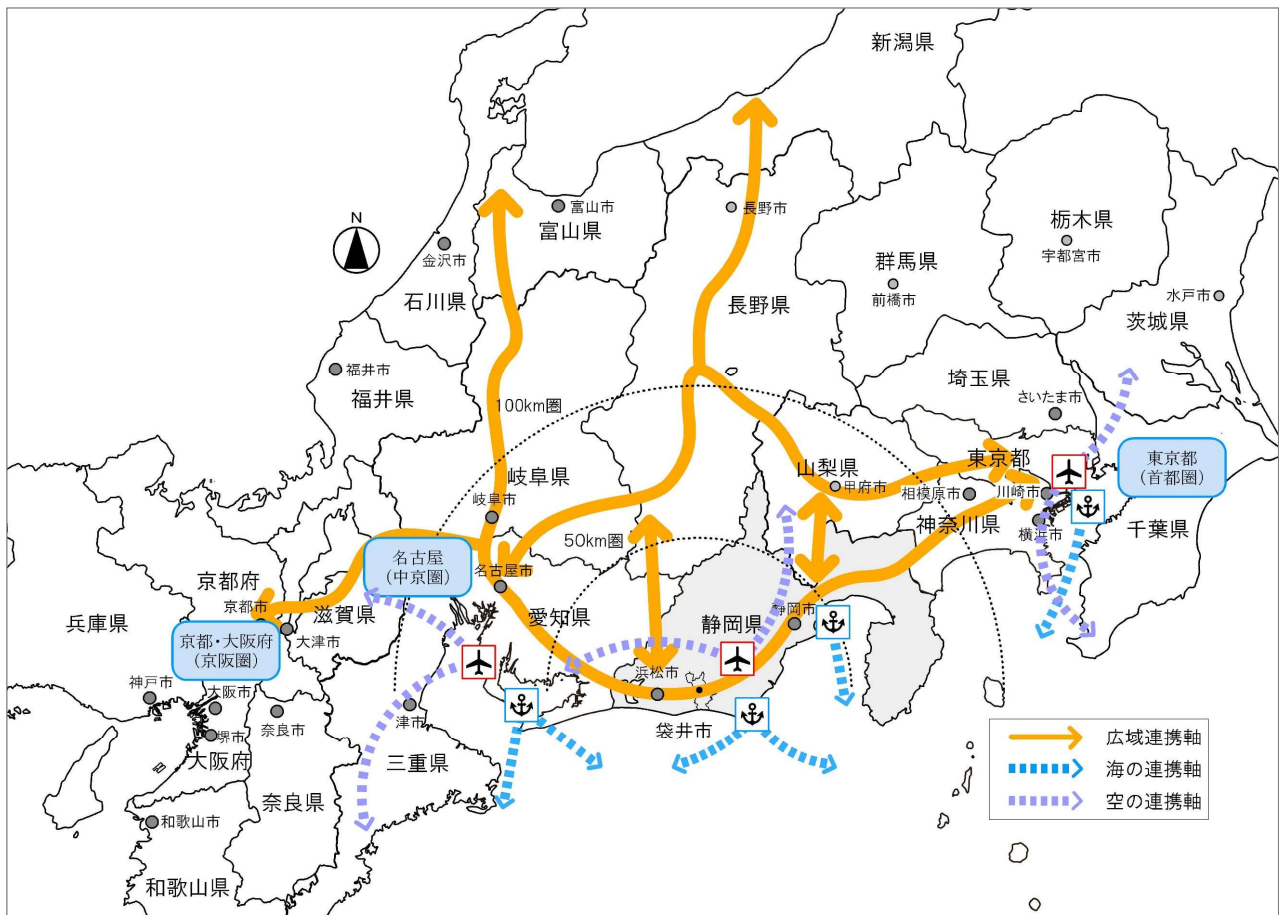 新潟県
N
富山市
富山県
長野市
栃木県
宇都宮市
金沢市
石川県
群馬県
前橋市
水戸市
茨城県
長野県
福井市
福井県
埼玉県
さいたま市
100km圏
岐阜県
岐阜市
山梨県
甲府市
東京都
相模原市
川崎市
神奈川県
横浜市
東京都
(首都圏)
千葉県
50km圏
名古屋
(中京圏)
名古屋市
京都府
京都市
滋賀県
大津市
兵庫県
京都・大阪府
(京阪圏)
愛知県
静岡県
静岡市
浜松市
袋井市
神戸市
大阪市
堺市
大阪府
奈良市
奈良県
津市
三重県
和歌山市
和歌山県
広域連携軸
海の連携軸
空の連携軸